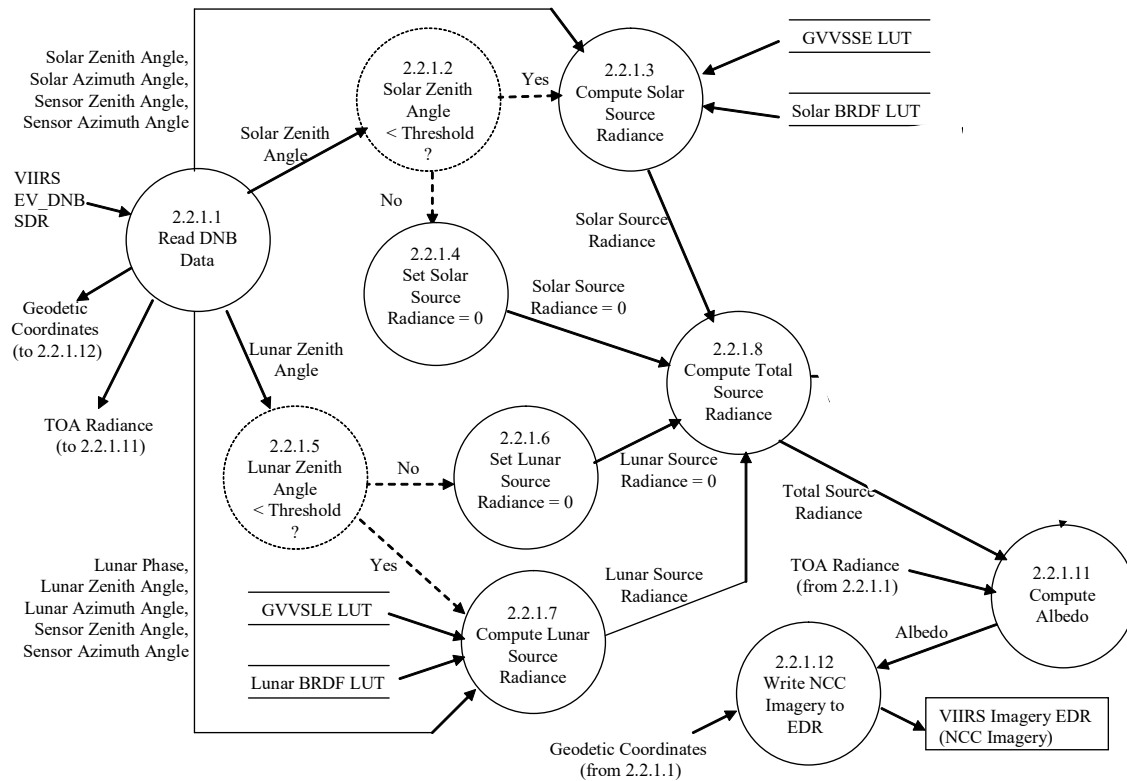 Solar Zenith Angle,
Solar Azimuth Angle,
Sensor Zenith Angle,
Sensor Azimuth Angle
VIIRS
EV_DNB
SDR
2.2.1.1
Read DNB
Data
Geodetic
Coordinates
(to 2.2.1.12)
TOA Radiance
(to 2.2.1.11)
Solar Zenith
Angle
2.2.1.2
Solar Zenith
Angle
< Threshold
?
Yes
No
2.2.1.3
Compute Solar
Source
Radiance
GVVSSE LUT
Solar BRDF LUT
2.2.1.4
Set Solar
Source
Radiance = 0
Solar Source
Radiance
Solar Source
Radiance = 0
Lunar Zenith
Angle
2.2.1.5
Lunar Zenith
Angle
< Threshold
?
No
Yes
2.2.1.6
Set Lunar
Source
Radiance = 0
Lunar Source
Radiance = 0
2.2.1.8
Compute Total
Source
Radiance
Lunar Phase,
Lunar Zenith Angle,
Lunar Azimuth Angle,
Sensor Zenith Angle,
Sensor Azimuth Angle
GVVSLE LUT
Lunar BRDF LUT
2.2.1.7
Compute Lunar
Source
Radiance
Lunar Source
Radiance
Total Source
Radiance
TOA Radiance
(from 2.2.1.1)
2.2.1.11
Compute
Albedo
Albedo
2.2.1.12
Write NCC
Imagery to
EDR
Geodetic Coordinates
(from 2.2.1.1)
VIIRS Imagery EDR
(NCC Imagery)